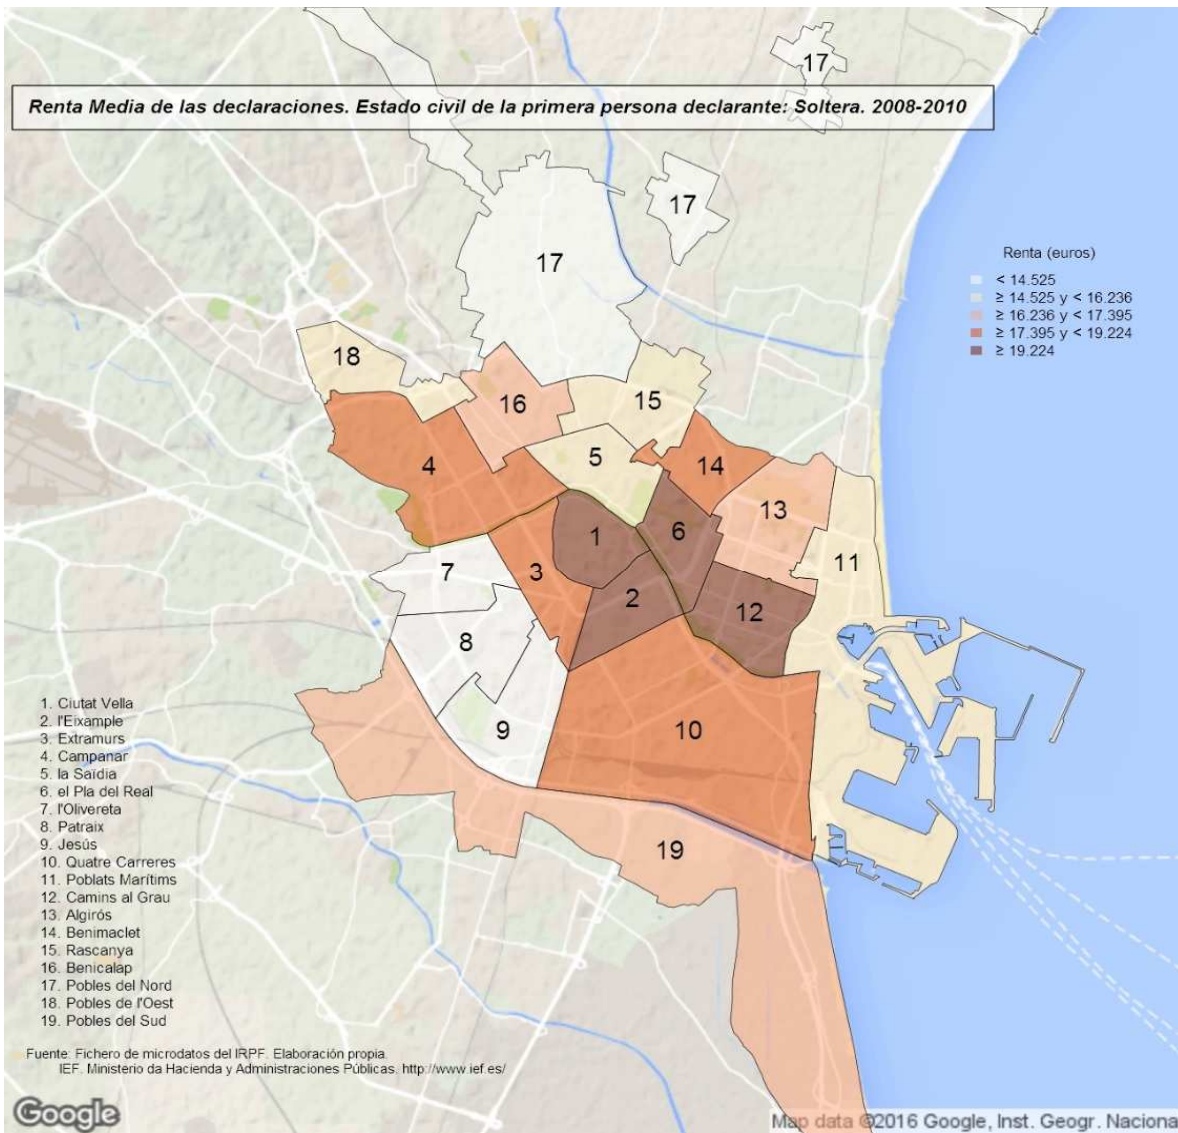 17
Renta Media de las declaraciones. Estado civil de la primera persona declarante: Soltera. 2008-2010
17
17
Renta (euros)
< 14.525
≥ 14.525 y < 16.236
≥ 16.236 y < 17.395
≥ 17.395 y < 19.224
≥ 19.224
18
16
15
4
5
14
13
1
6
11
7
3
2
12
8
9
10
19
1. Ciutat Vella
2. l'Eixample
3. Extramurs
4. Campanar
5. la Saïdia
6. el Pla del Real
7. l'Olivereta
8. Patraix
9. Jesús
10. Quatre Carreres
11. Poblats Marítims
12. Camins al Grau
13. Algirós
14. Benimaclet
15. Rascanya
16. Benicalap
17. Pobles del Nord
18. Pobles de l'Oest
19. Pobles del Sud
Fuente: Fichero de microdatos del IRPF. Elaboración propia.
IEF. Ministerio da Hacienda y Administraciones Públicas, http://www.ief.es/
Google
Map data ©2016 Google, Inst. Geogr. Naciona